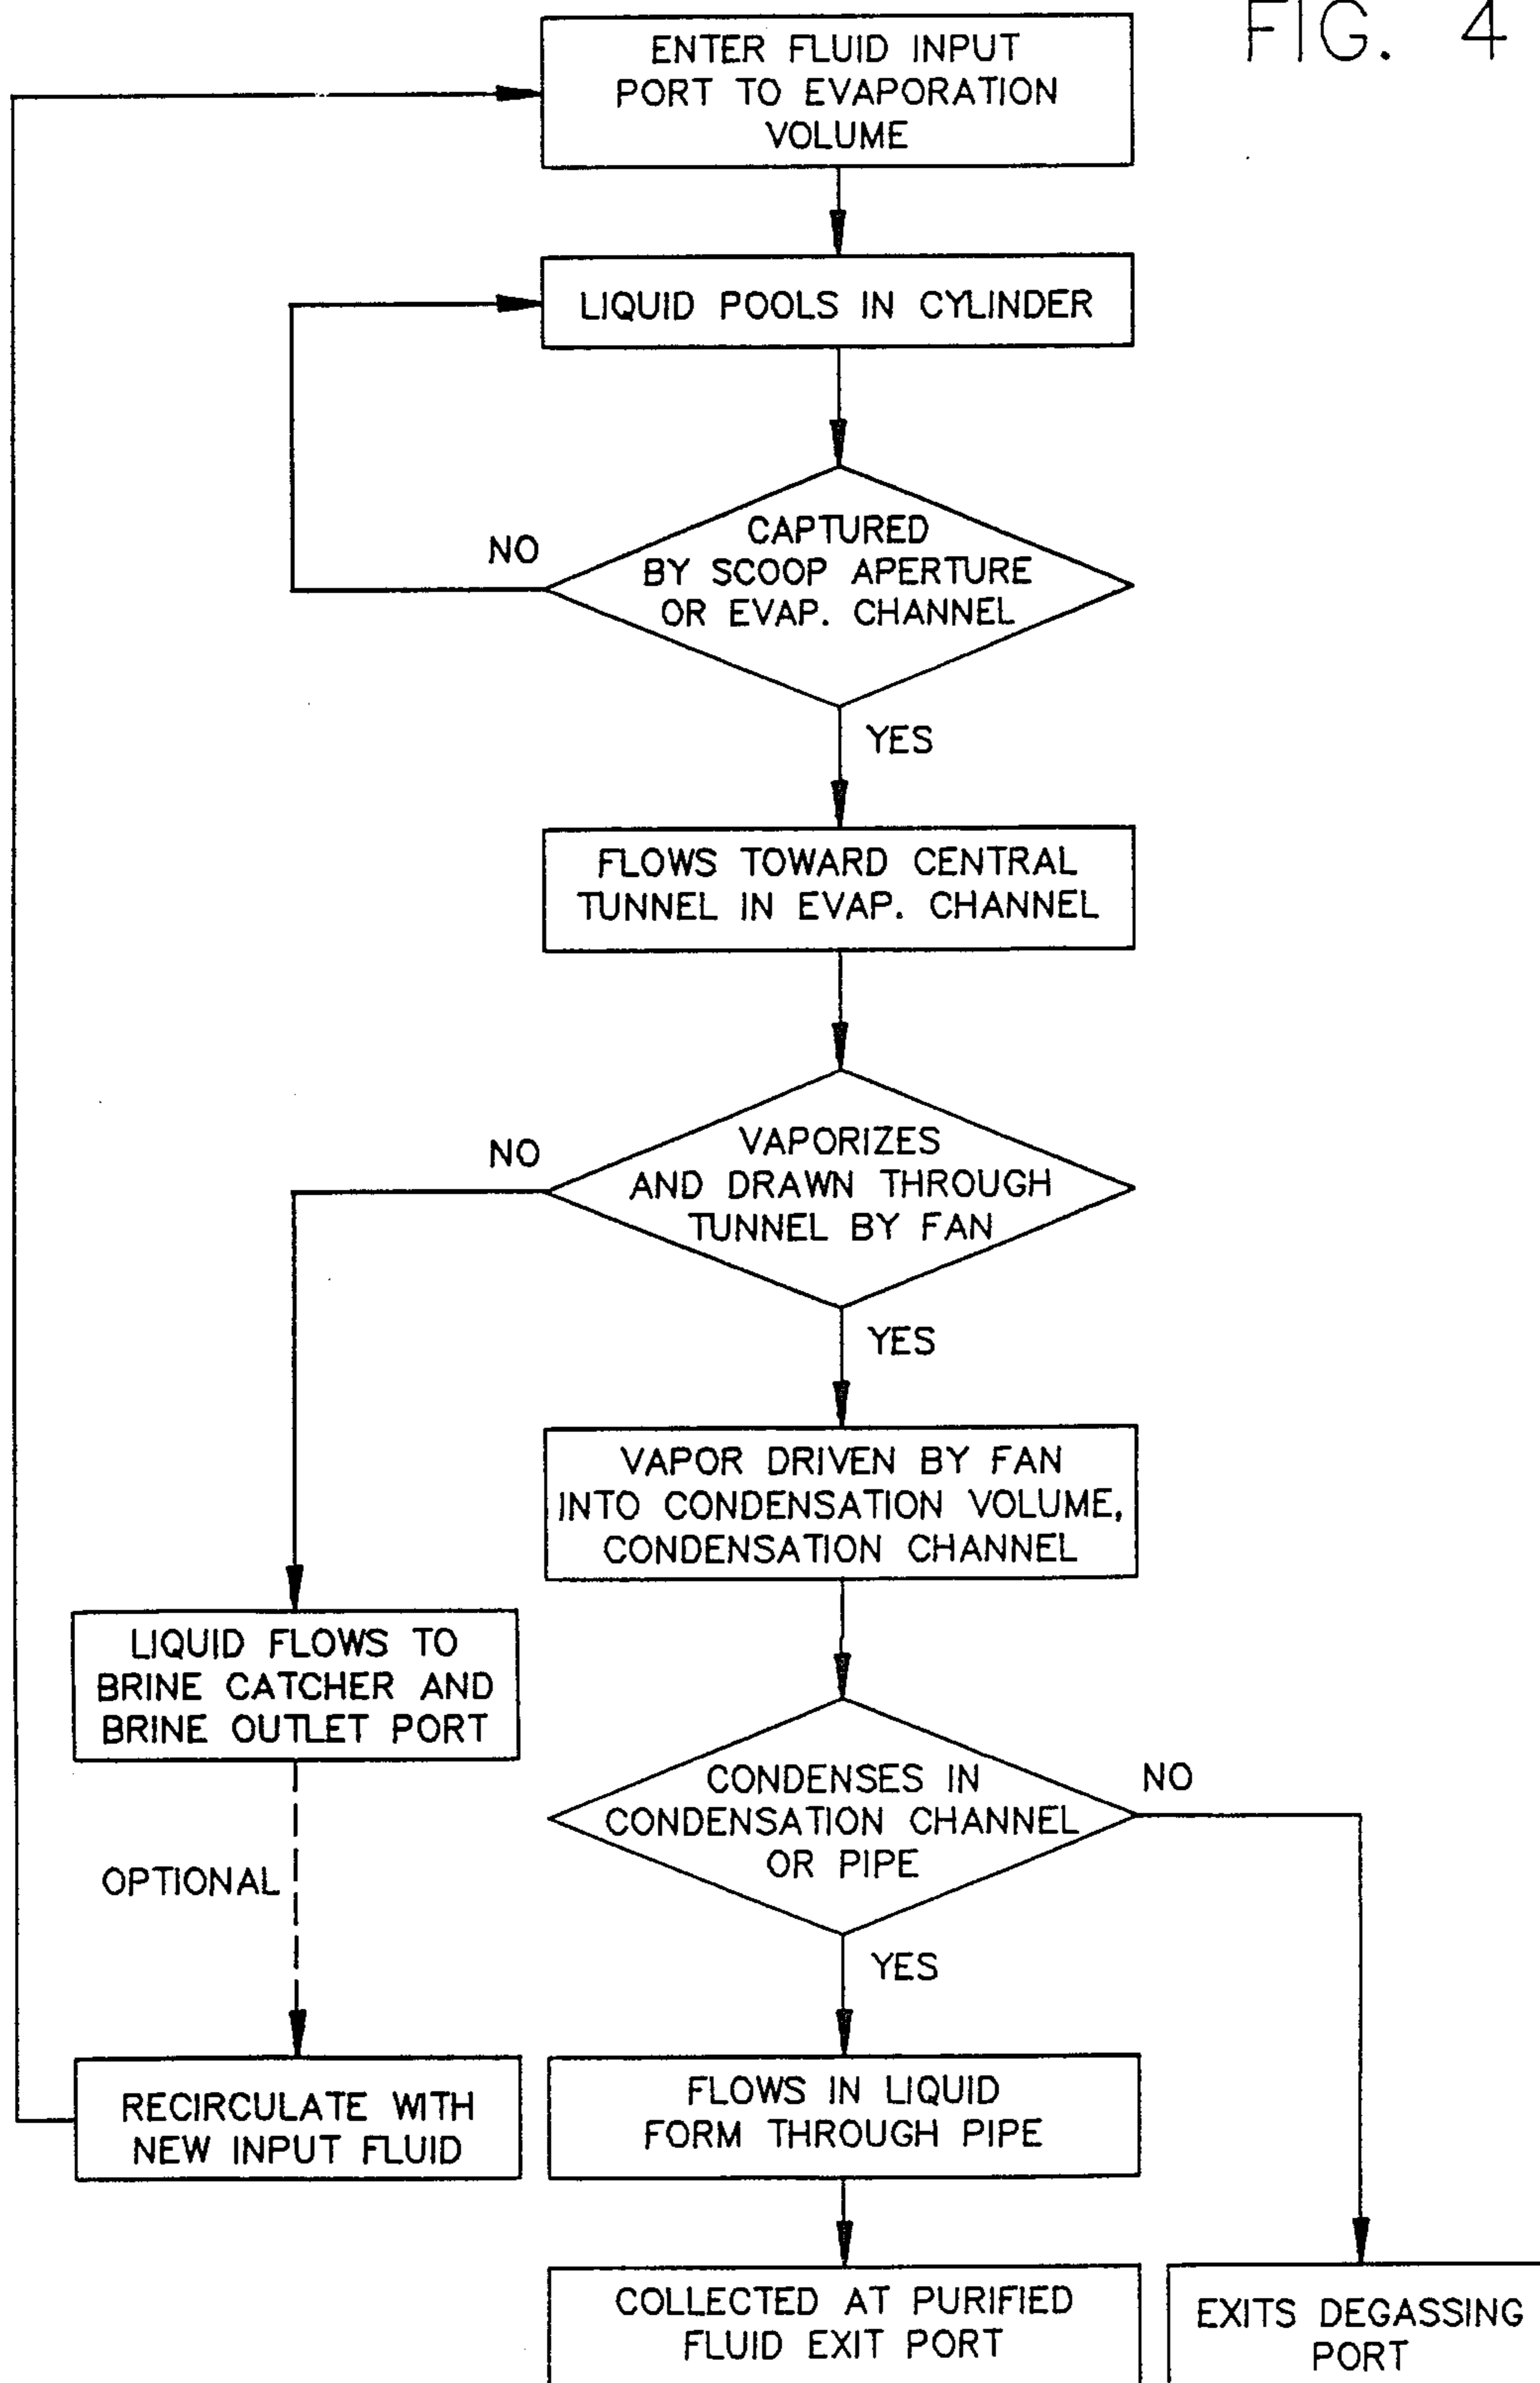 FIG. 4
ENTER FLUID INPUT
PORT TO EVAPORATION
VOLUME
LIQUID POOLS IN CYLINDER
CAPTURED
BY SCOOP APERTURE
OR EVAP. CHANNEL
NO
YES
FLOWS TOWARD CENTRAL
TUNNEL IN EVAP. CHANNEL
VAPORIZES
AND DRAWN THROUGH
TUNNEL BY FAN
NO
YES
VAPOR DRIVEN BY FAN
INTO CONDENSATION VOLUME,
CONDENSATION CHANNEL
LIQUID FLOWS TO
BRINE CATCHER AND
BRINE OUTLET PORT
OPTIONAL
RECIRCULATE WITH
NEW INPUT FLUID
CONDENSES IN
CONDENSATION CHANNEL
OR PIPE
NO
YES
FLOWS IN LIQUID
FORM THROUGH PIPE
COLLECTED AT PURIFIED
FLUID EXIT PORT
EXITS DEGASSING
PORT